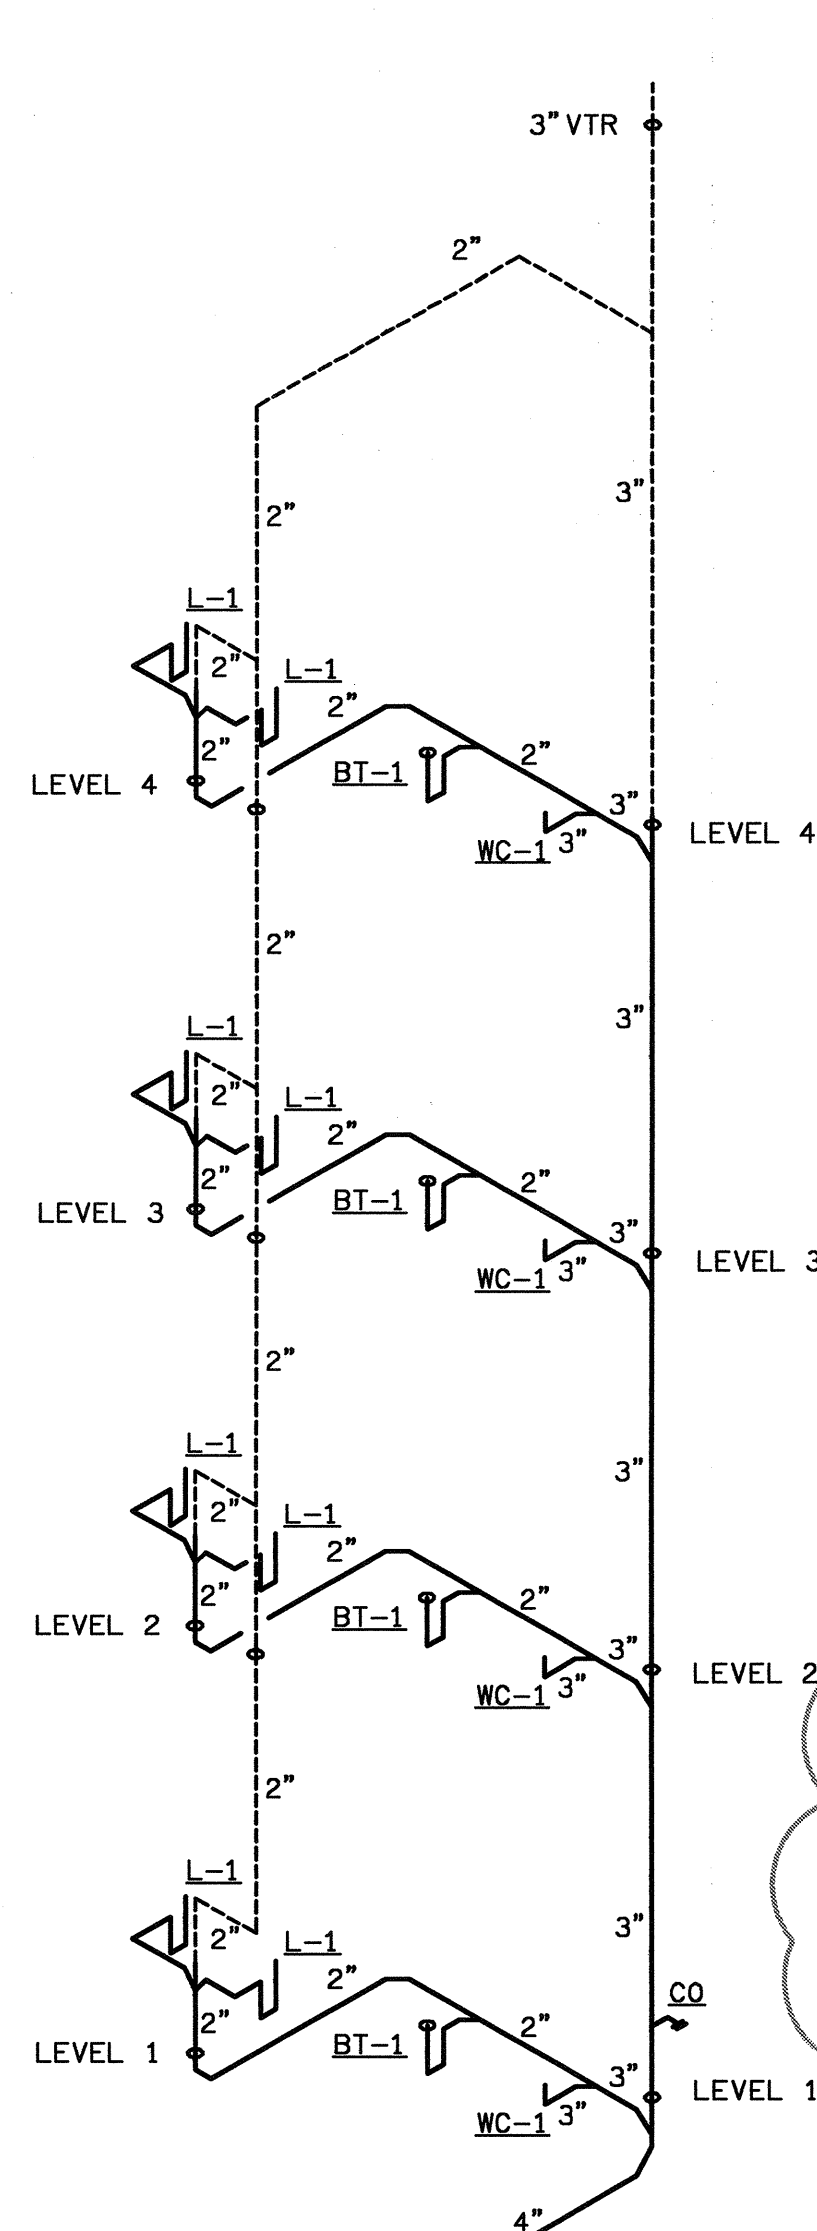 3" VTR
2"
3"
2"
L-1
2"
L-1
2"
2"
BT-1
2"
LEVEL 4
3"
LEVEL 4
WC-1 3"
2"
3"
L-1
2"
L-1
2"
2"
BT-1
2"
LEVEL 3
3"
LEVEL 3
WC-1 3"
2"
3"
L-1
2"
L-1
2"
2"
BT-1
2"
LEVEL 2
3"
LEVEL 2
WC-1 3"
2"
3"
L-1
2"
L-1
2"
CO
2"
BT-1
2"
LEVEL 1
3"
LEVEL 1
WC-1 3"
4"